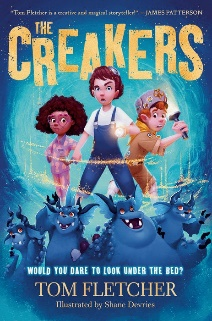 "Tom Fletcher is a creative and magical storyteller!" —JAMES PATTERSON
THE
CREAKERS
WOULD YOU DARE TO LOOK UNDER THE BED?
TOM FLETCHER
Illustrated by Shane Devries